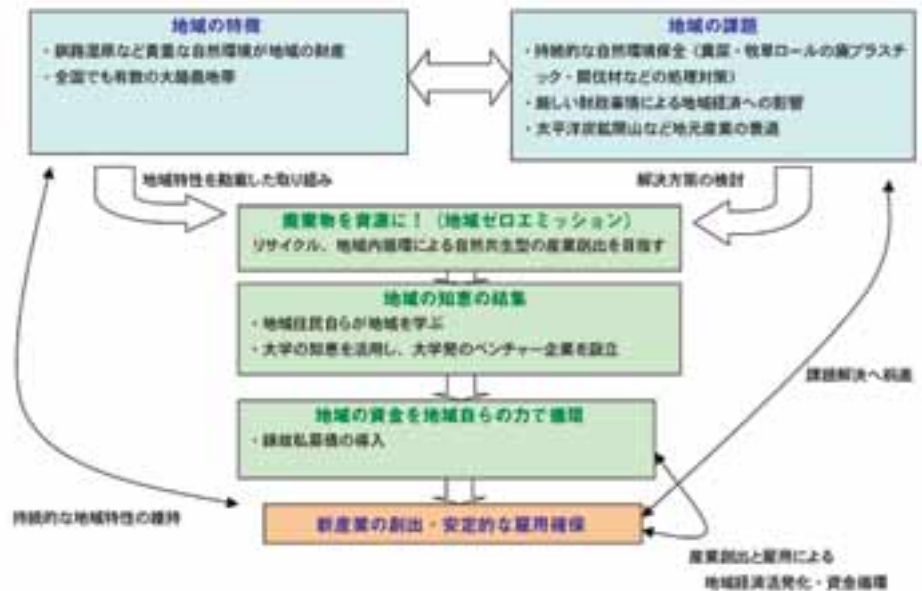 地域の特徴
・釧路湿原など貴重な自然環境が地域の財産
・全国でも有数の大酪農地帯
地域の課題
・持続的な自然環境保全（糞尿・牧草ロールの廃プラス
チック・間伐材などの処理対策）
・厳しい財政事情による地域経済への影響
・太平洋炭鉱閉山など地元産業の衰退
地域特性を勘案した取り組み
解決方策の検討
廃棄物を資源に！（地域ゼロエミッション）
リサイクル、地域内循環による自然共生型の産業創出を目指す
地域の知恵の結集
・地域住民自らが地域を学ぶ
・大学の知恵を活用し、大学発のベンチャー企業を設立
課題解決へ前進
地域の資金を地域自らの力で循環
・縁故私募債の導入
持続的な地域特性の維持
新産業の創出・安定的な雇用確保
産業創出と雇用による
地域経済活発化・資金循環